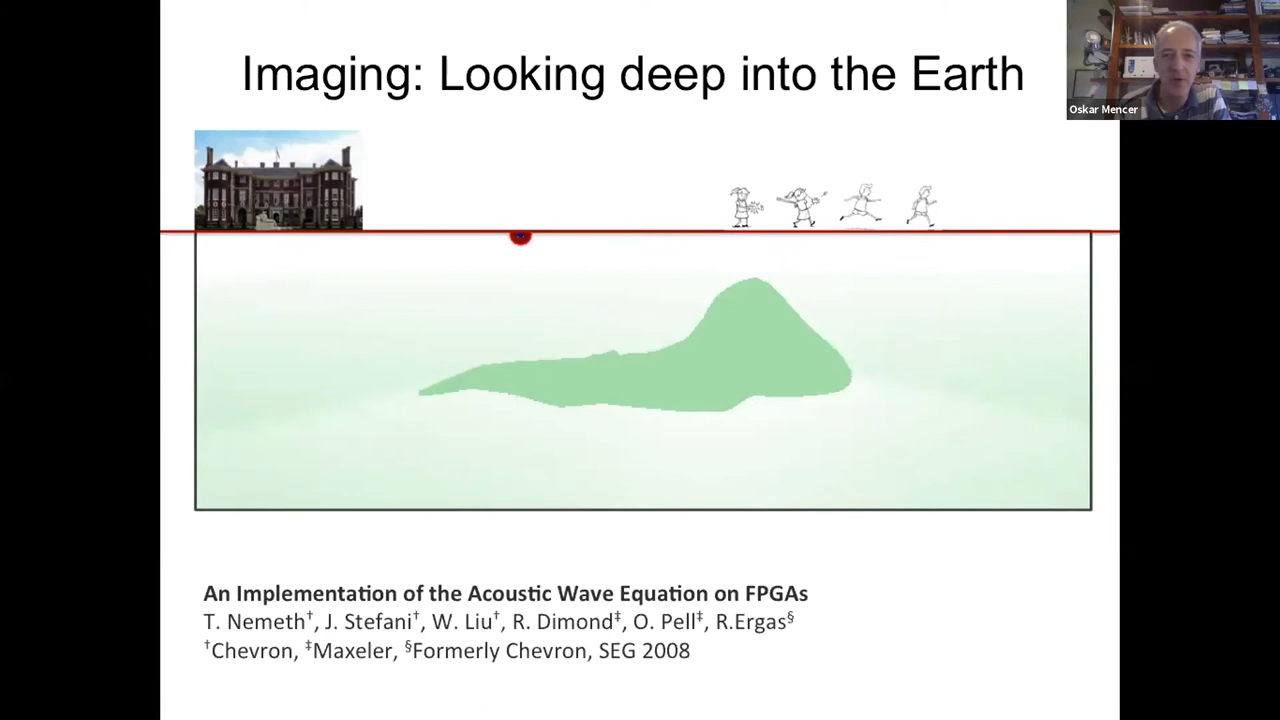 Imaging: Looking deep into the Earth
Oskar Mencer
An Implementation of the Acoustic Wave Equation on FPGAs
T. Nemeth†, J. Stefani†, W. Liu†, R. Dimond‡, O. Pell‡, R.Ergas§
†Chevron, ‡Maxeler, §Formerly Chevron, SEG 2008